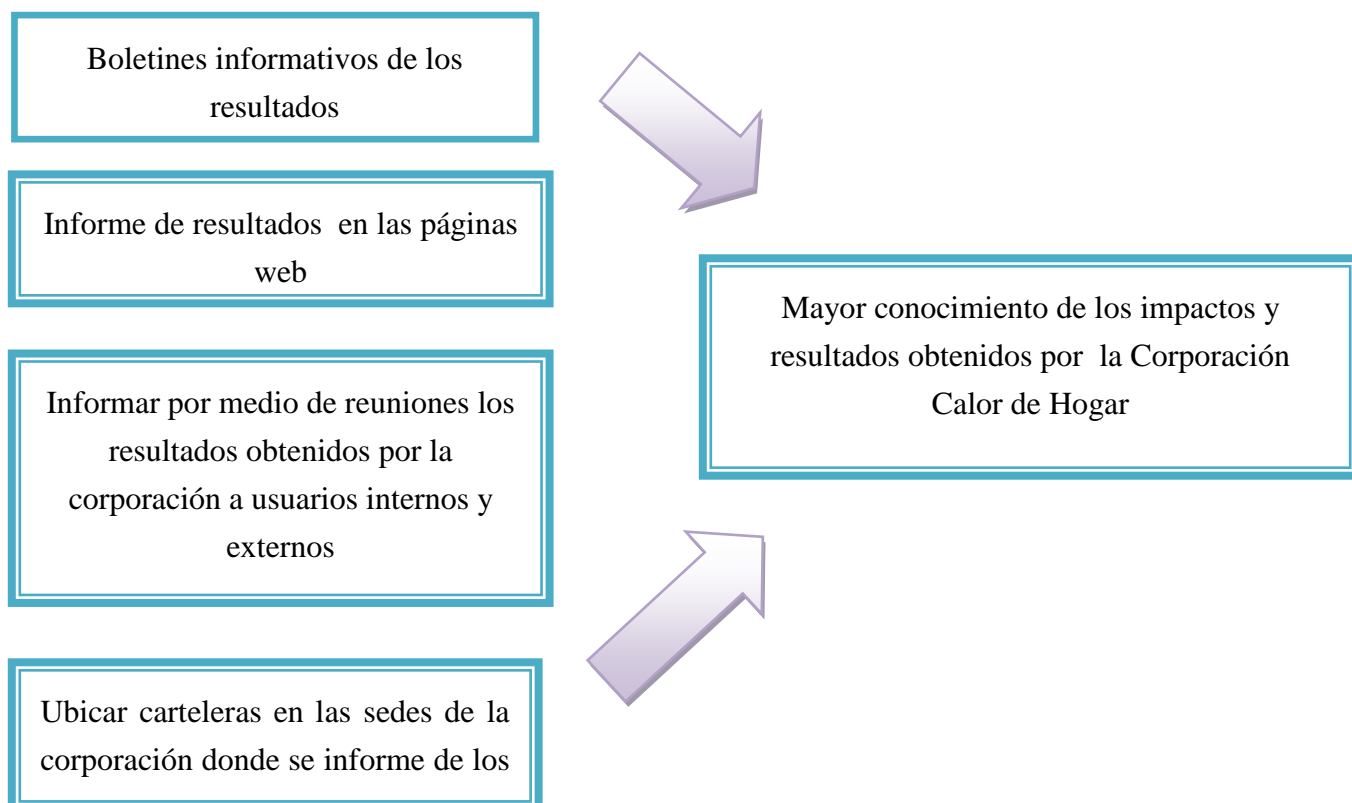 Boletines informativos de los
resultados
Informe de resultados en las páginas
web
Informar por medio de reuniones los
resultados obtenidos por la
corporación a usuarios internos y
externos
Ubicar carteleras en las sedes de la
corporación donde se informe de los
Mayor conocimiento de los impactos y
resultados obtenidos por la Corporación
Calor de Hogar